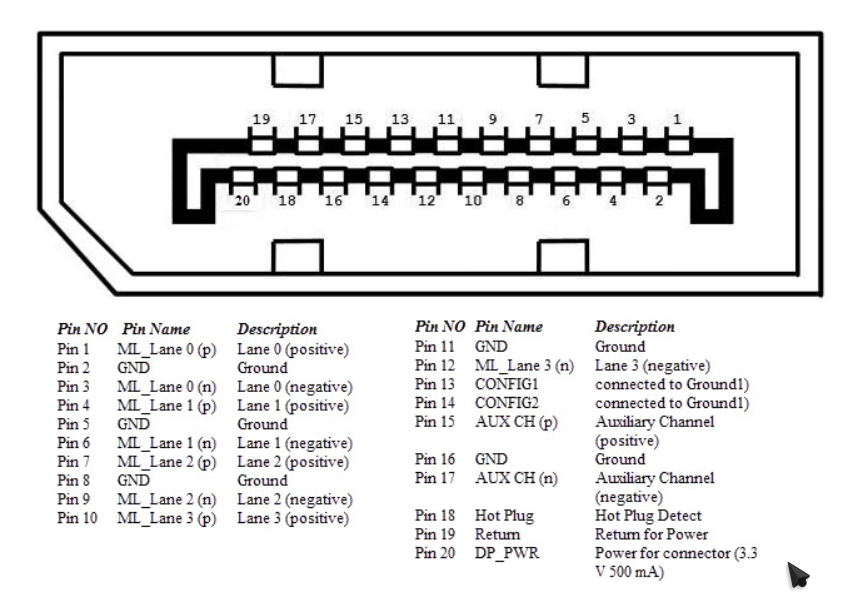 19 17 15 13 11 9 7 5 3 1
20 18 16 14 12 10 8 6 4 2
Pin NO Pin Name Description
Pin 1 ML_Lane 0 (p) Lane 0 (positive)
Pin 2 GND Ground
Pin 3 ML_Lane 0 (n) Lane 0 (negative)
Pin 4 ML_Lane 1 (p) Lane 1 (positive)
Pin 5 GND Ground
Pin 6 ML_Lane 1 (n) Lane 1 (negative)
Pin 7 ML_Lane 2 (p) Lane 2 (positive)
Pin 8 GND Ground
Pin 9 ML_Lane 2 (n) Lane 2 (negative)
Pin 10 ML_Lane 3 (p) Lane 3 (positive)
Pin NO Pin Name Description
Pin 11 GND Ground
Pin 12 ML_Lane 3 (n) Lane 3 (negative)
Pin 13 CONFIG1 connected to Ground1)
Pin 14 CONFIG2 connected to Ground1)
Pin 15 AUX CH (p) Auxiliary Channel
(positive)
Pin 16 GND Ground
Pin 17 AUX CH (n) Auxiliary Channel
(negative)
Pin 18 Hot Plug Hot Plug Detect
Pin 19 Return Return for Power
Pin 20 DP_PWR Power for connector (3.3
V 500 mA)